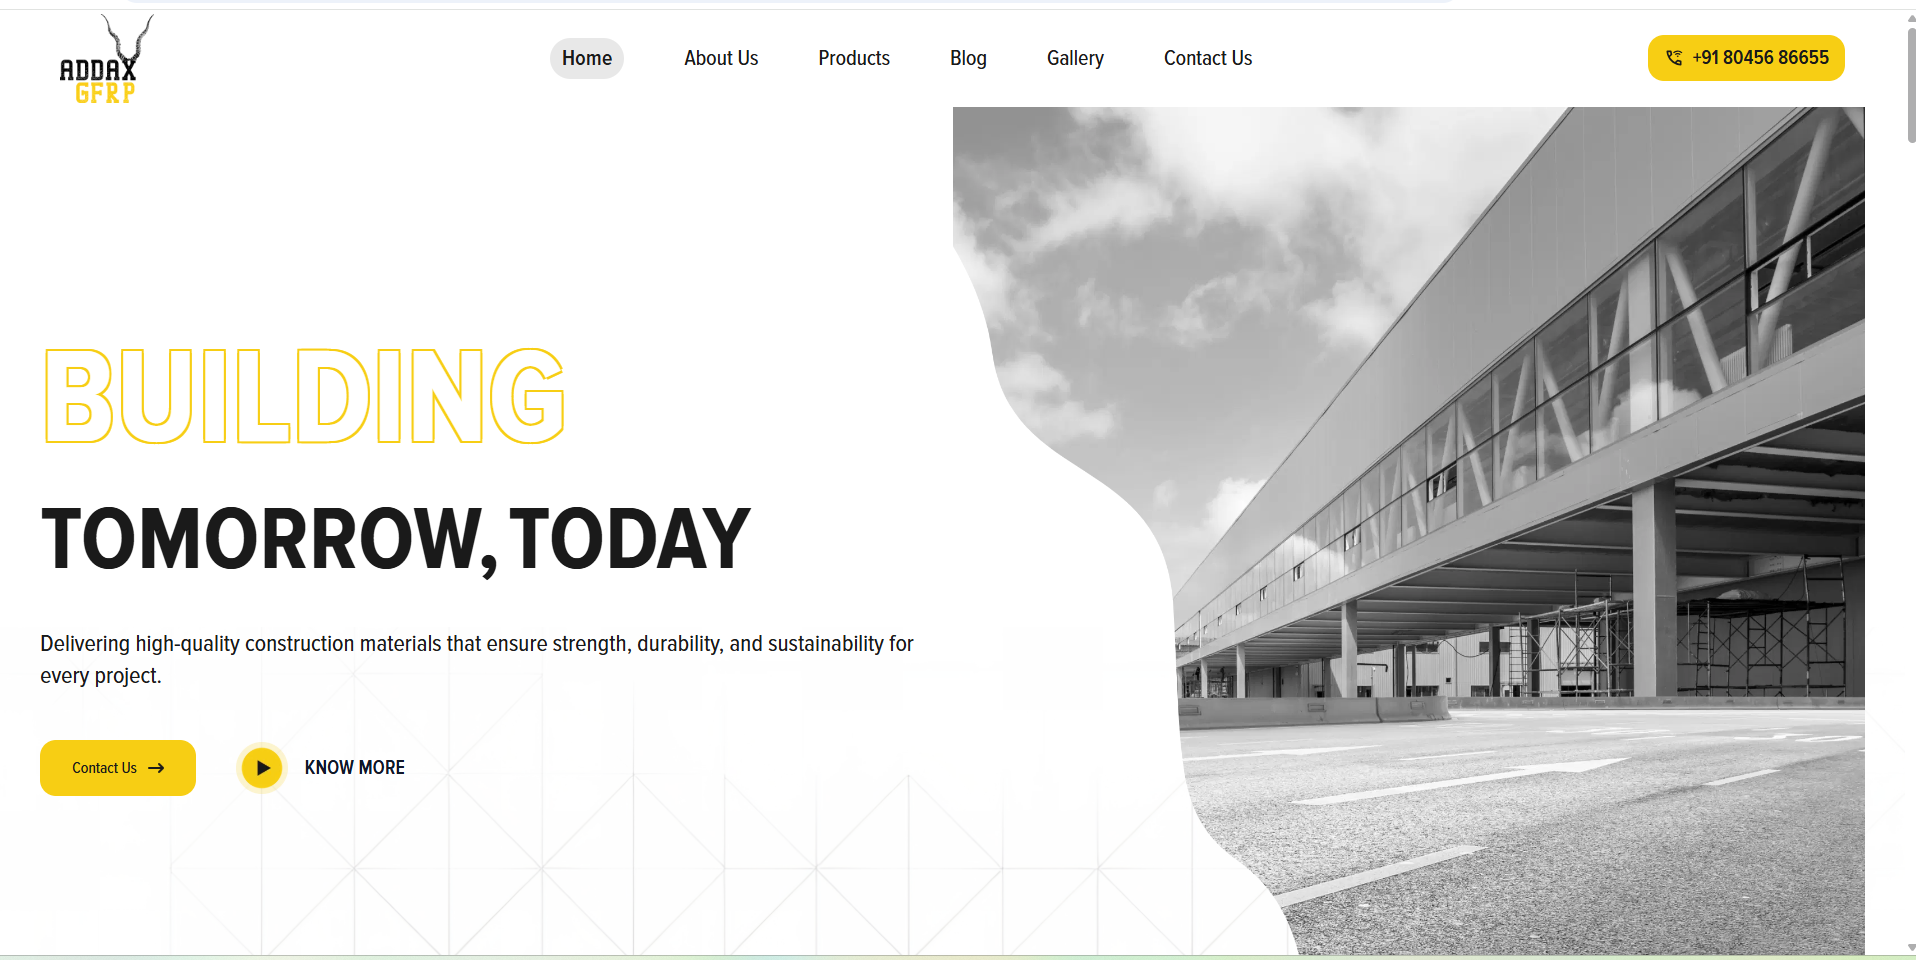 ADDAX
GFRP
Home
About Us
Products
Blog
Gallery
Contact Us
+91 80456 86655
BUILDING
TOMORROW, TODAY
Delivering high-quality construction materials that ensure strength, durability, and sustainability for
every project.
Contact Us
KNOW MORE